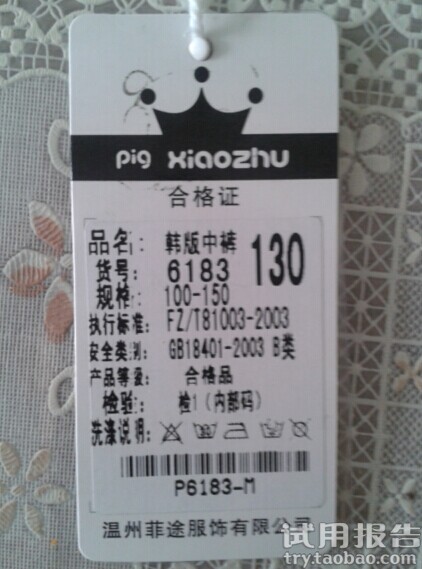 pig xiaozhu
合格证
品名: 韩版中裤
货号: 6183 130
规格: 100-150
执行标准: FZ/T81003-2003
安全类别: GB18401-2003 B类
产品等级: 合格品
检验: 检1(内部码)
洗涤说明:
P6183-M
温州菲途服饰有限公司
试用报告
try.taobao.com